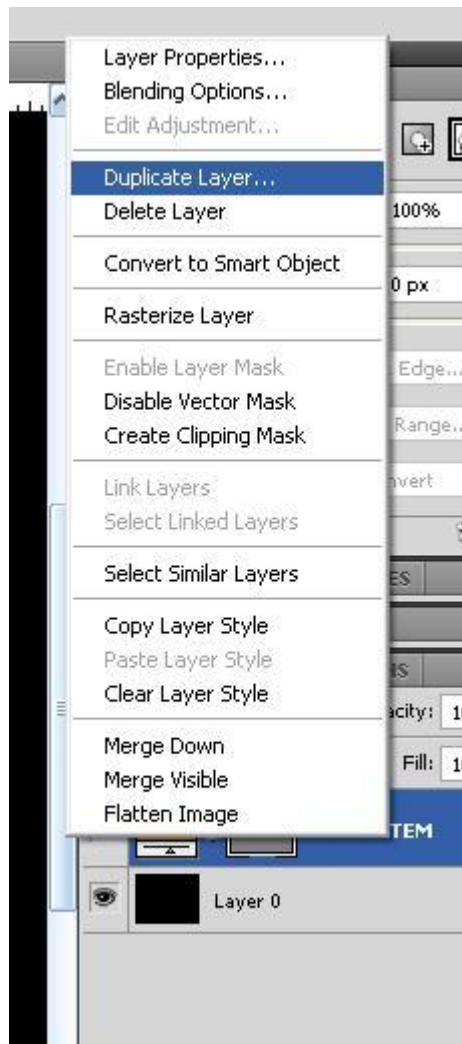 Layer Properties...
Blending Options...
Edit Adjustment...
Duplicate Layer...
Delete Layer
Convert to Smart Object
Rasterize Layer
Enable Layer Mask
Disable Vector Mask
Create Clipping Mask
Link Layers
Select Linked Layers
Select Similar Layers
Copy Layer Style
Paste Layer Style
Clear Layer Style
Merge Down
Merge Visible
Flatten Image
100%
0 px
Edge...
Range...
nvert
ES
NS
acity:
Fill:
TEM
Layer 0